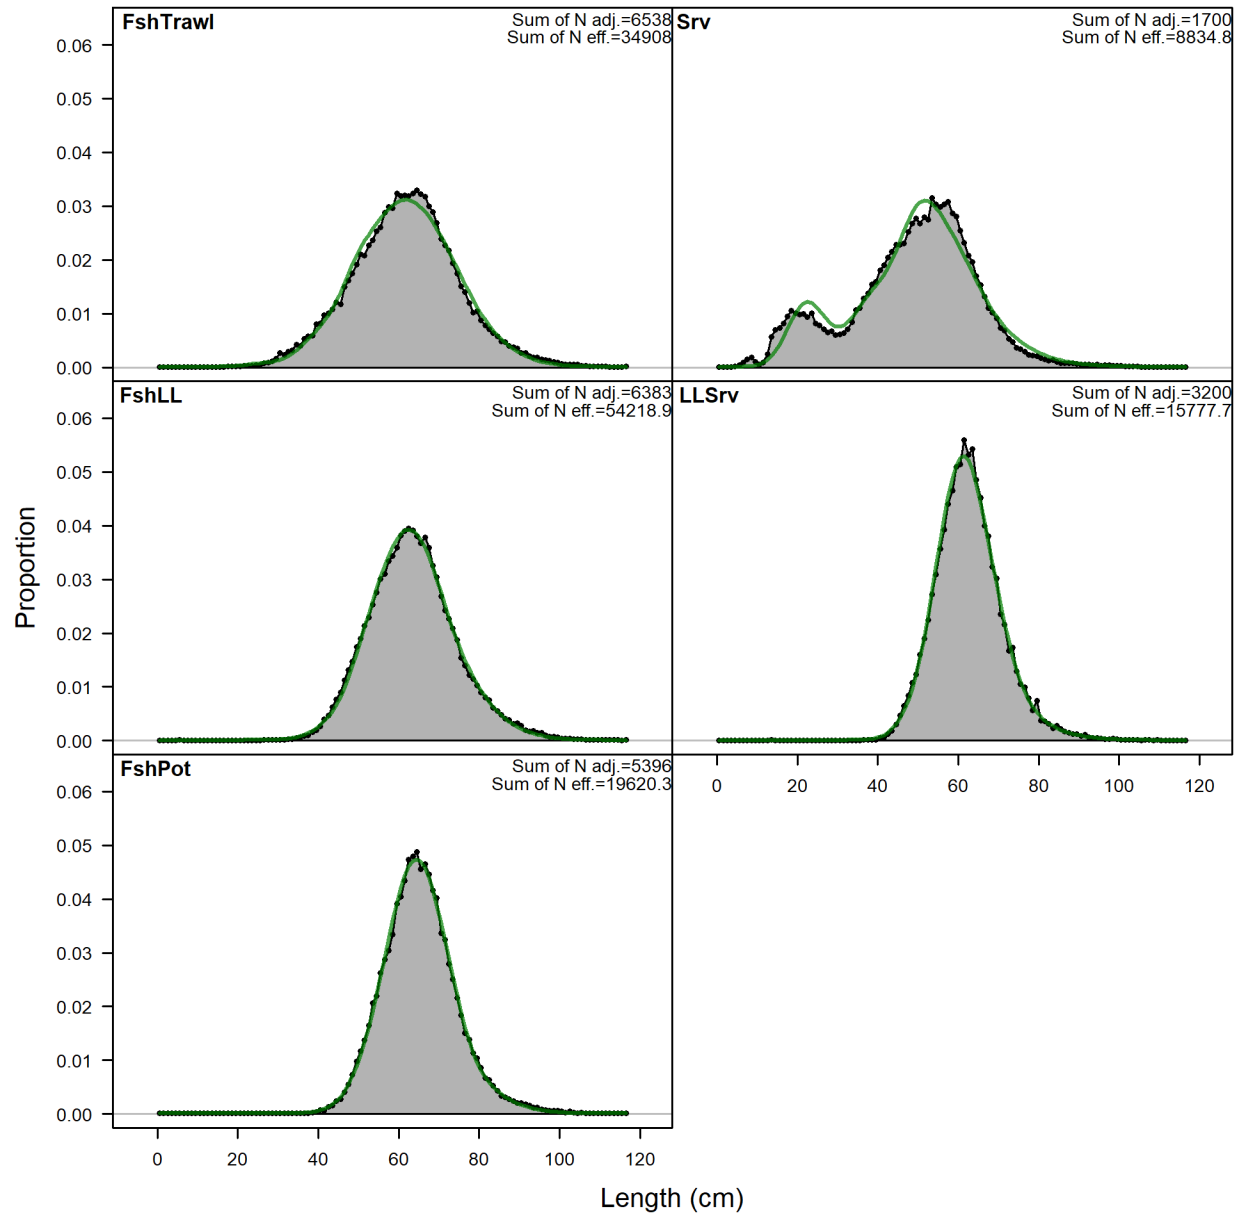 FshTrawl
Sum of N adj.=6538
Sum of N eff.=34908
Srv
Sum of N adj.=1700
Sum of N eff.=8834.8
0.06
0.05
0.04
0.03
0.02
0.01
0.00
FshLL
Sum of N adj.=6383
Sum of N eff.=54218.9
LLSrv
Sum of N adj.=3200
Sum of N eff.=15777.7
0.06
0.05
0.04
0.03
0.02
0.01
0.00
0 20 40 60 80 100 120
FshPot
Sum of N adj.=5396
Sum of N eff.=19620.3
0.06
0.05
0.04
0.03
0.02
0.01
0.00
0 20 40 60 80 100 120
Proportion
Length (cm)